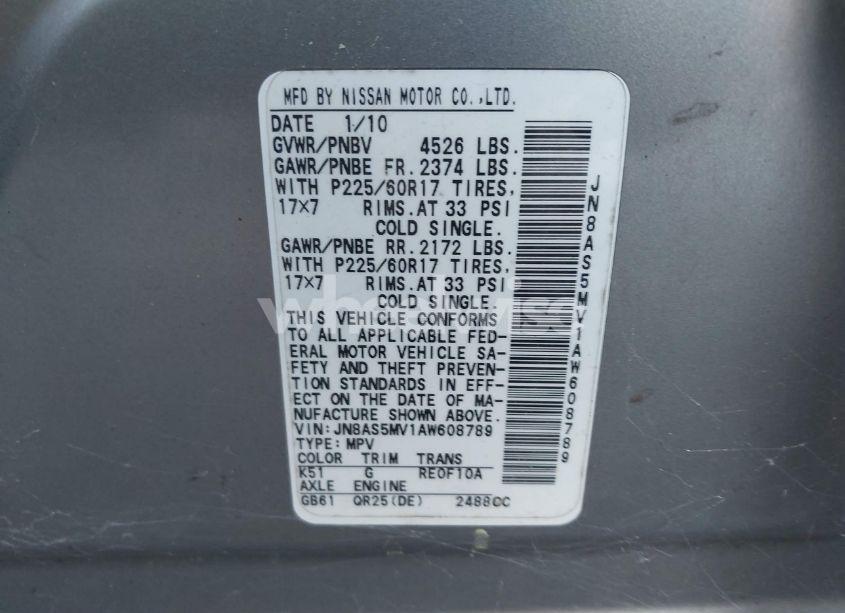 MFD BY NISSAN MOTOR CO.,LTD.
DATE 1/10
GVWR/PNBV 4526 LBS.
GAWR/PNBE FR.2374 LBS.
WITH P225/60R17 TIRES,
17×7 RIMS.AT 33 PSI
COLD SINGLE.
GAWR/PNBE RR.2172 LBS.
WITH P225/60R17 TIRES,
17×7 RIMS.AT 33 PSI
COLD SINGLE.
THIS VEHICLE CONFORMS
TO ALL APPLICABLE FED-
ERAL MOTOR VEHICLE SA-
FETY AND THEFT PREVEN-
TION STANDARDS IN EFF-
ECT ON THE DATE OF MA-
NUFACTURE SHOWN ABOVE.
VIN:JN8AS5MV1AW608789
TYPE:MPV
COLOR TRIM TRANS
K51 G RE0F10A
AXLE ENGINE
GB61 QR25(DE) 2488CC
JN8AS5MV1AW608789